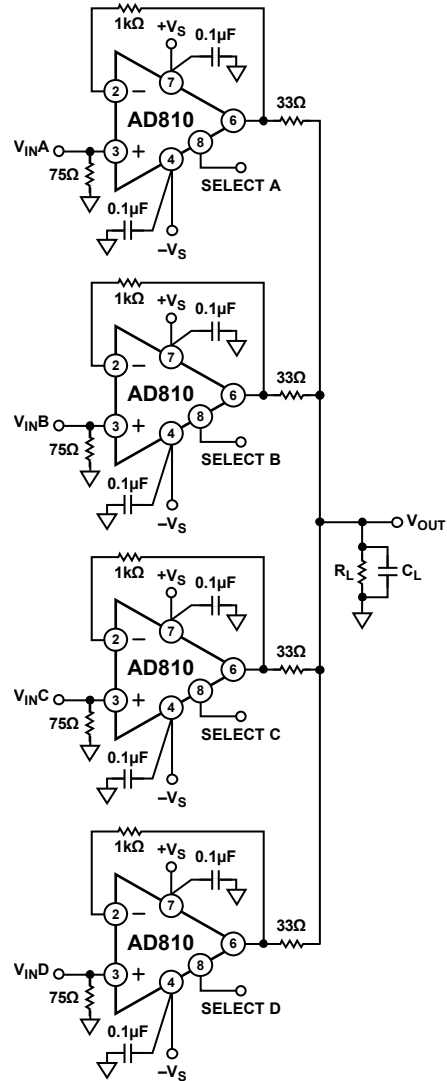 1kΩ
+VS
0.1µF
7
2
−
AD810
6
33Ω
VINA
3
+
8
4
75Ω
SELECT A
0.1µF
−VS
1kΩ
+VS
0.1µF
7
2
−
AD810
6
33Ω
VINB
3
+
8
4
75Ω
SELECT B
0.1µF
−VS
VOUT
RL
CL
1kΩ
+VS
0.1µF
7
2
−
AD810
6
33Ω
VINC
3
+
8
4
75Ω
SELECT C
0.1µF
−VS
1kΩ
+VS
0.1µF
7
2
−
AD810
6
33Ω
VIND
3
+
8
4
75Ω
SELECT D
0.1µF
−VS